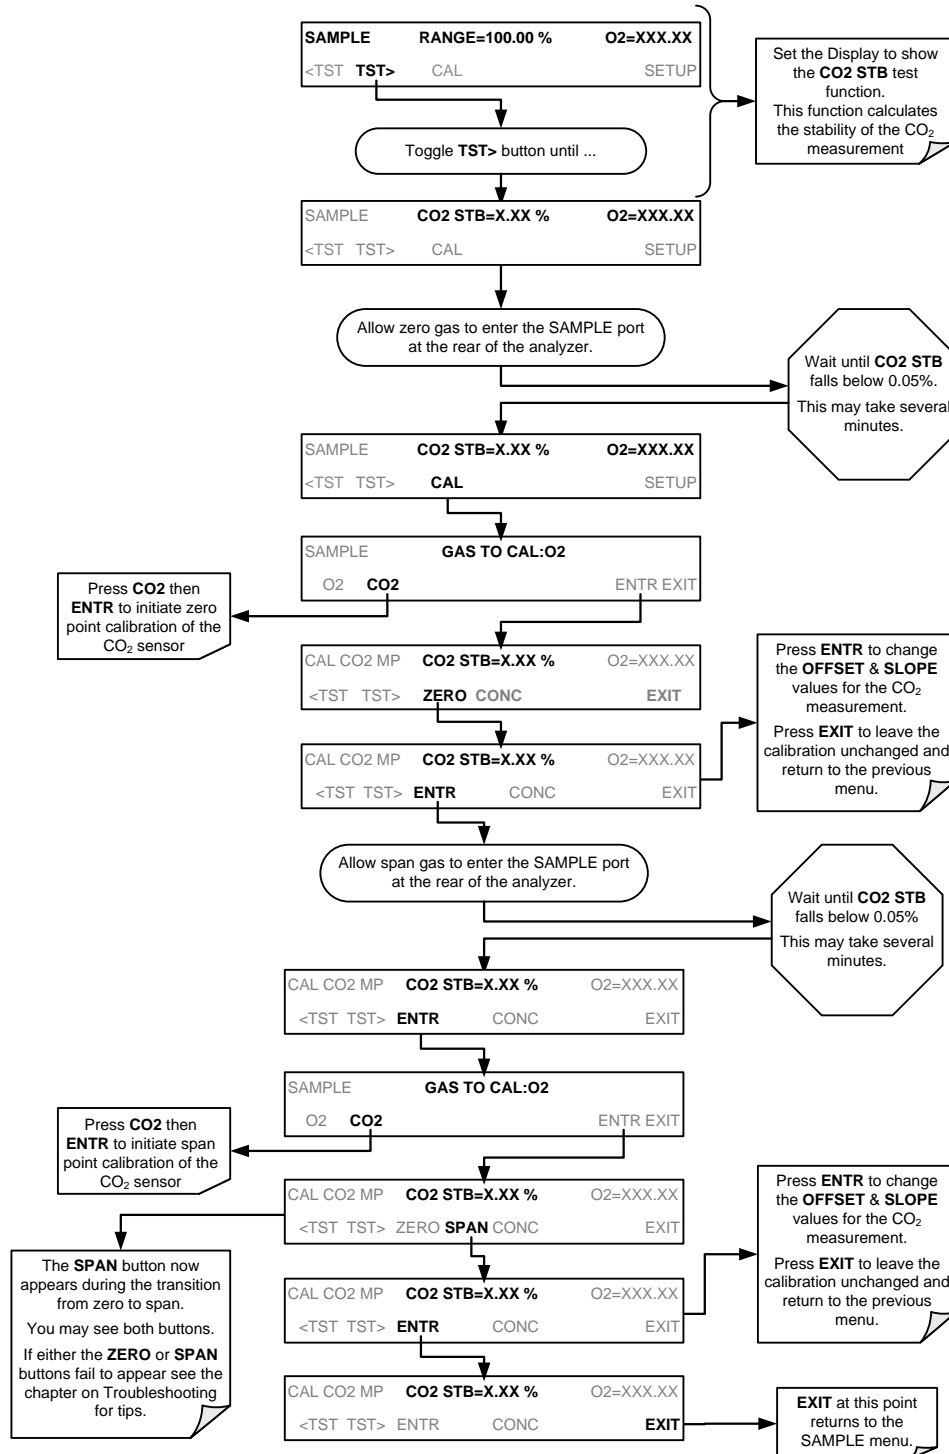 SAMPLE RANGE=100.00 % O2=XXX.XX
<TST TST> CAL SETUP
Set the Display to show
the CO2 STB test
function.
This function calculates
the stability of the CO2
measurement
Toggle TST> button until ...
SAMPLE CO2 STB=X.XX % O2=XXX.XX
<TST TST> CAL SETUP
Allow zero gas to enter the SAMPLE port
at the rear of the analyzer.
Wait until CO2 STB
falls below 0.05%.
This may take several
minutes.
SAMPLE CO2 STB=X.XX % O2=XXX.XX
<TST TST> CAL SETUP
SAMPLE GAS TO CAL:O2
O2 CO2 ENTR EXIT
Press CO2 then
ENTR to initiate zero
point calibration of the
CO2 sensor
CAL CO2 MP CO2 STB=X.XX % O2=XXX.XX
<TST TST> ZERO CONC EXIT
CAL CO2 MP CO2 STB=X.XX % O2=XXX.XX
<TST TST> ENTR CONC EXIT
Press ENTR to change
the OFFSET & SLOPE
values for the CO2
measurement.
Press EXIT to leave the
calibration unchanged and
return to the previous
menu.
Allow span gas to enter the SAMPLE port
at the rear of the analyzer.
Wait until CO2 STB
falls below 0.05%
This may take several
minutes.
CAL CO2 MP CO2 STB=X.XX % O2=XXX.XX
<TST TST> ENTR CONC EXIT
SAMPLE GAS TO CAL:O2
O2 CO2 ENTR EXIT
Press CO2 then
ENTR to initiate span
point calibration of the
CO2 sensor
CAL CO2 MP CO2 STB=X.XX % O2=XXX.XX
<TST TST> ZERO SPAN CONC EXIT
The SPAN button now
appears during the transition
from zero to span.
You may see both buttons.
If either the ZERO or SPAN
buttons fail to appear see the
chapter on Troubleshooting
for tips.
CAL CO2 MP CO2 STB=X.XX % O2=XXX.XX
<TST TST> ENTR CONC EXIT
Press ENTR to change
the OFFSET & SLOPE
values for the CO2
measurement.
Press EXIT to leave the
calibration unchanged and
return to the previous
menu.
CAL CO2 MP CO2 STB=X.XX % O2=XXX.XX
<TST TST> ENTR CONC EXIT
EXIT at this point
returns to the
SAMPLE menu.